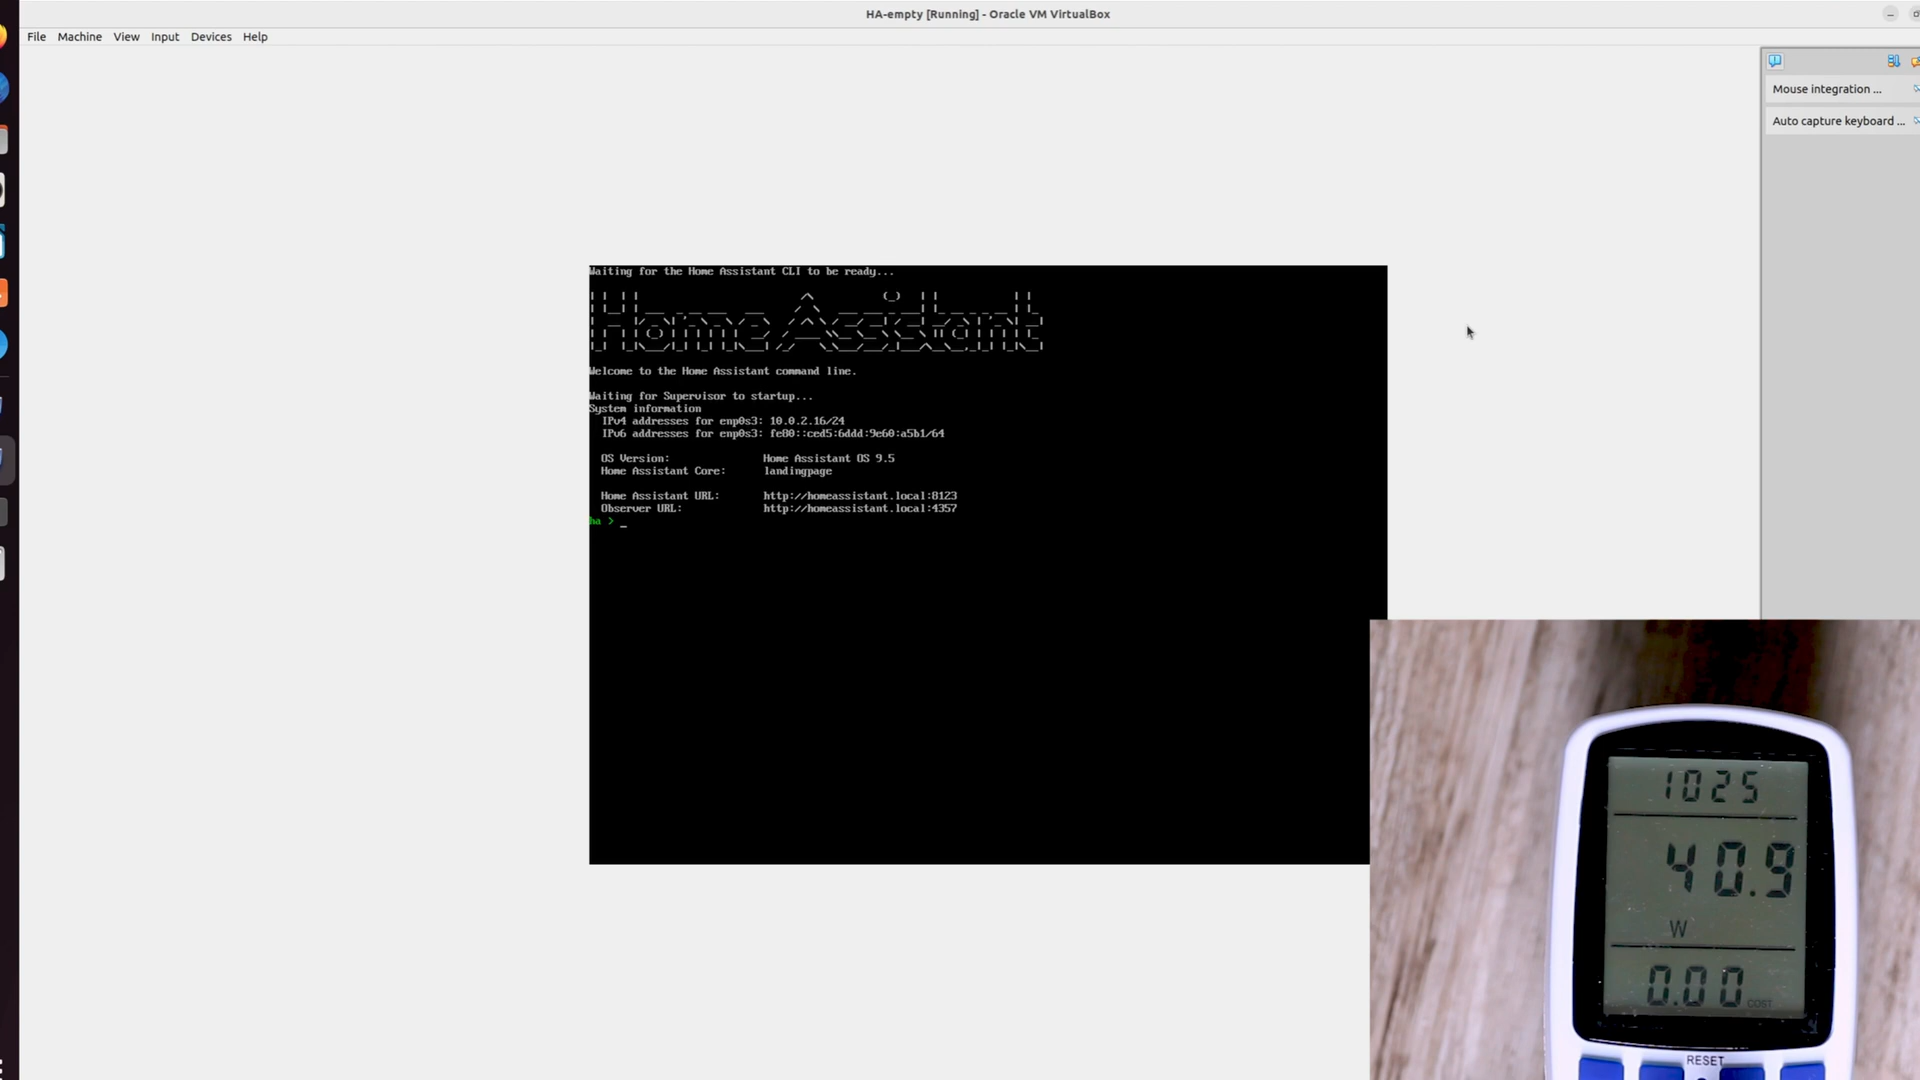 HA-empty [Running] - Oracle VM VirtualBox
File Machine View Input Devices Help
Mouse integration ...
Auto capture keyboard ...
Waiting for the Home Assistant CLI to be ready...
Home Assistant
Welcome to the Home Assistant command line.
Waiting for Supervisor to startup...
System information
IPv4 addresses for enp0s3: 10.0.2.16/24
IPv6 addresses for enp0s3: fe80::ced5:6ddd:9e60:a5b1/64
OS Version: Home Assistant OS 9.5
Home Assistant Core: landingpage
Home Assistant URL: http://homeassistant.local:8123
Observer URL: http://homeassistant.local:4357
ha > _
1025
40.9
W
0.00 COST
RESET